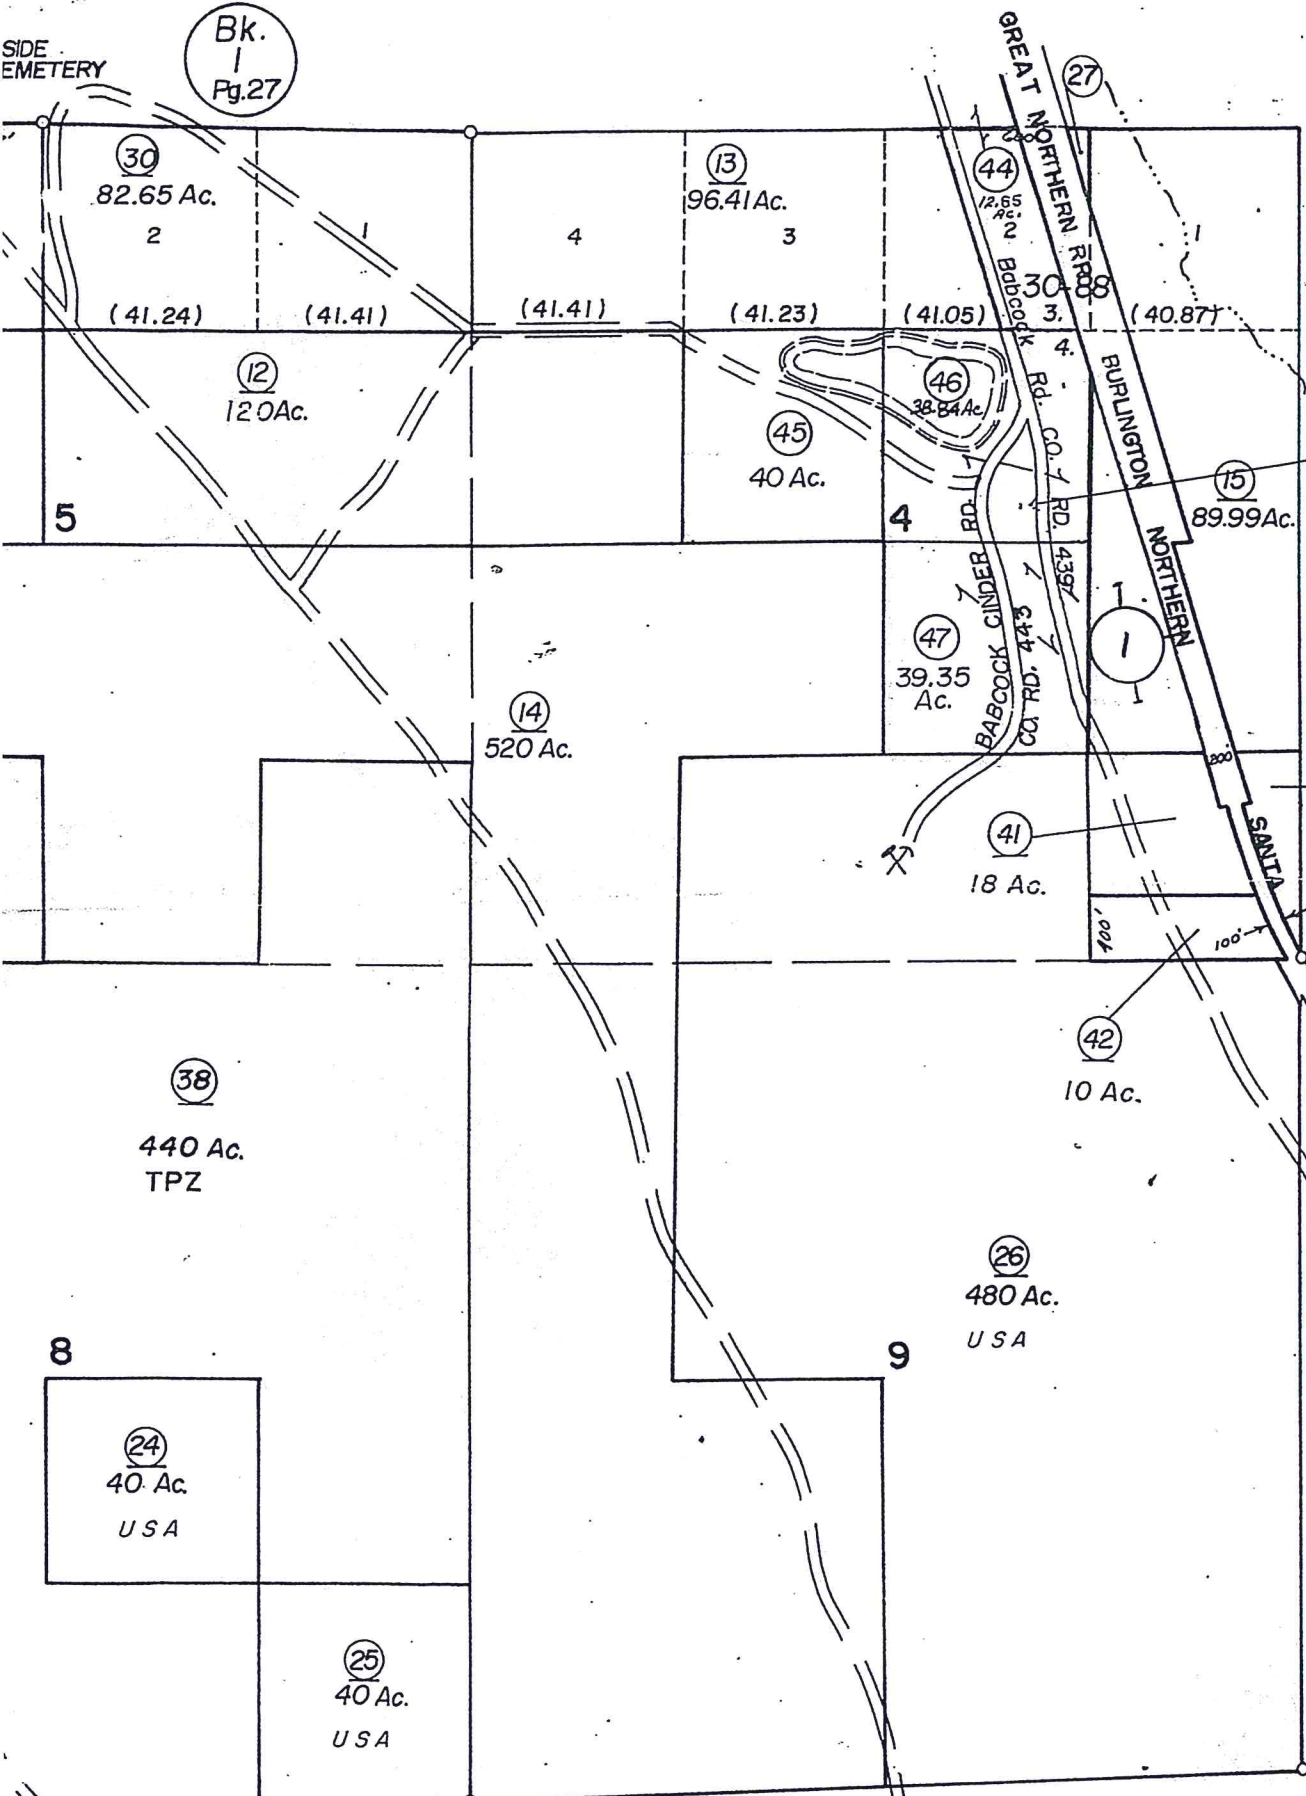 Bk.
1
Pg.27
SIDE
EMETERY
GREAT NORTHERN RR
27
30
82.65 Ac.
2
1
13
96.41 Ac.
4
3
44
12.65
Ac.
2
1
30-88
(41.24)
(41.41)
(41.41)
(41.23)
(41.05)
3.
(40.87)
4.
Babcock Rd. CO. RD. 439
BURLINGTON NORTHERN SANTA
12
120 Ac.
46
38.84 Ac
45
40 Ac.
15
89.99 Ac.
5
4
BABCOCK CINDER RD.
CO. RD. 443
47
39.35
Ac.
1
14
520 Ac.
200'
41
18 Ac.
400'
100'
42
10 Ac.
38
440 Ac.
TPZ
26
480 Ac.
USA
8
9
24
40 Ac.
USA
25
40 Ac.
USA